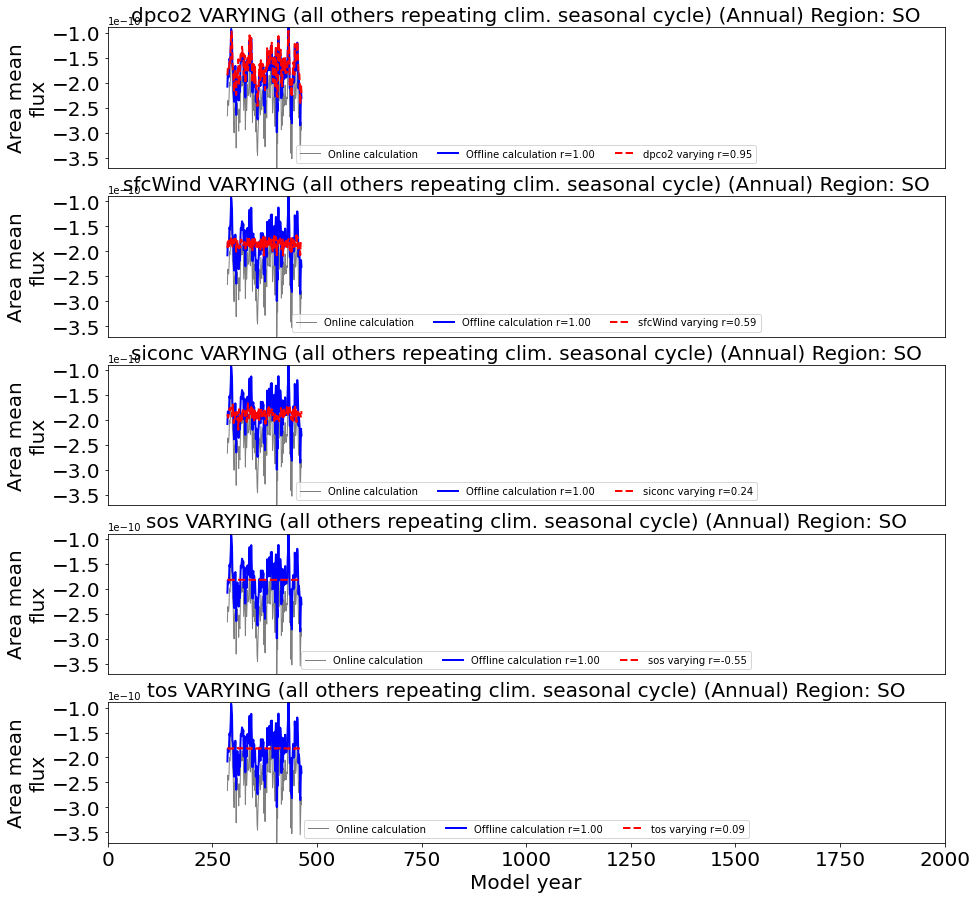 1e−10
dpco2 VARYING (all others repeating clim. seasonal cycle) (Annual) Region: SO
Area mean
flux
−1.0
−1.5
−2.0
−2.5
−3.0
−3.5
Online calculation
Offline calculation r=1.00
dpco2 varying r=0.95
1e−10
sfcWind VARYING (all others repeating clim. seasonal cycle) (Annual) Region: SO
Area mean
flux
−1.0
−1.5
−2.0
−2.5
−3.0
−3.5
Online calculation
Offline calculation r=1.00
sfcWind varying r=0.59
1e−10
siconc VARYING (all others repeating clim. seasonal cycle) (Annual) Region: SO
Area mean
flux
−1.0
−1.5
−2.0
−2.5
−3.0
−3.5
Online calculation
Offline calculation r=1.00
siconc varying r=0.24
1e−10
sos VARYING (all others repeating clim. seasonal cycle) (Annual) Region: SO
Area mean
flux
−1.0
−1.5
−2.0
−2.5
−3.0
−3.5
Online calculation
Offline calculation r=1.00
sos varying r=-0.55
1e−10
tos VARYING (all others repeating clim. seasonal cycle) (Annual) Region: SO
Area mean
flux
−1.0
−1.5
−2.0
−2.5
−3.0
−3.5
Online calculation
Offline calculation r=1.00
tos varying r=0.09
0
250
500
750
1000
1250
1500
1750
2000
Model year